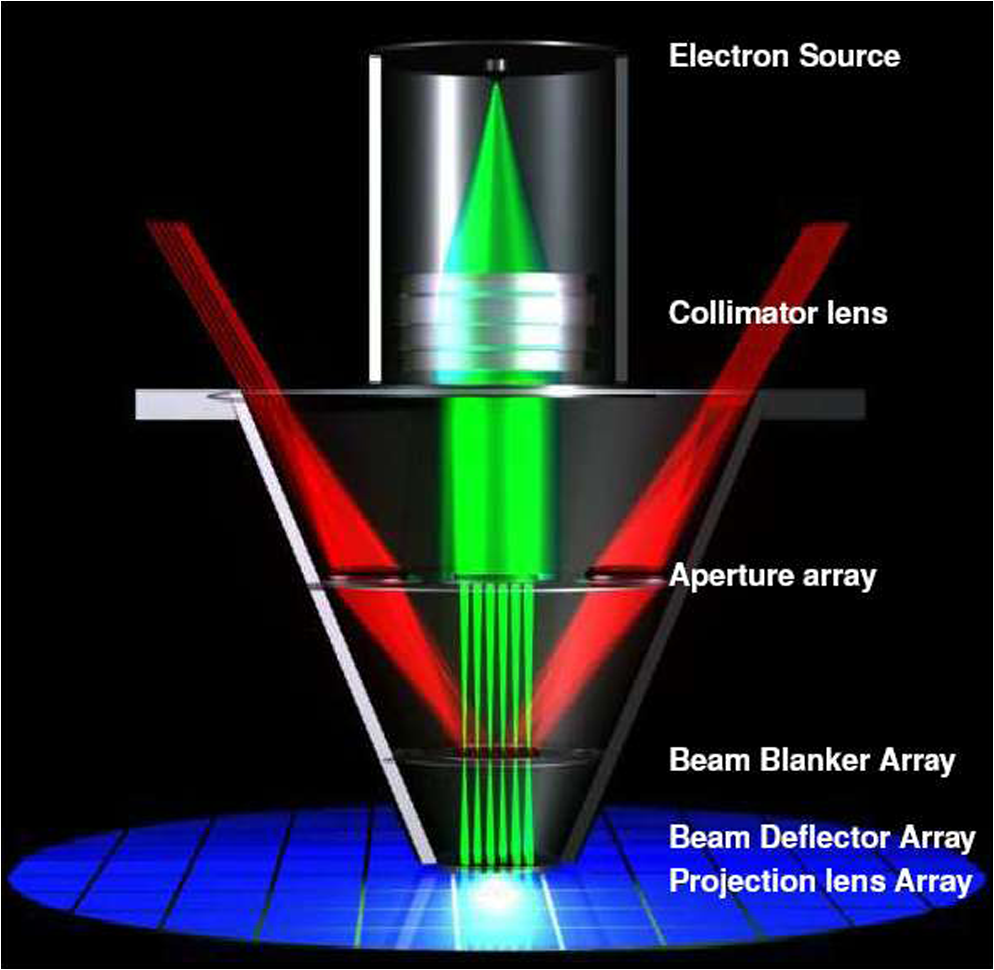 Electron Source
Collimator lens
Aperture array
Beam Blanker Array
Beam Deflector Array
Projection lens Array